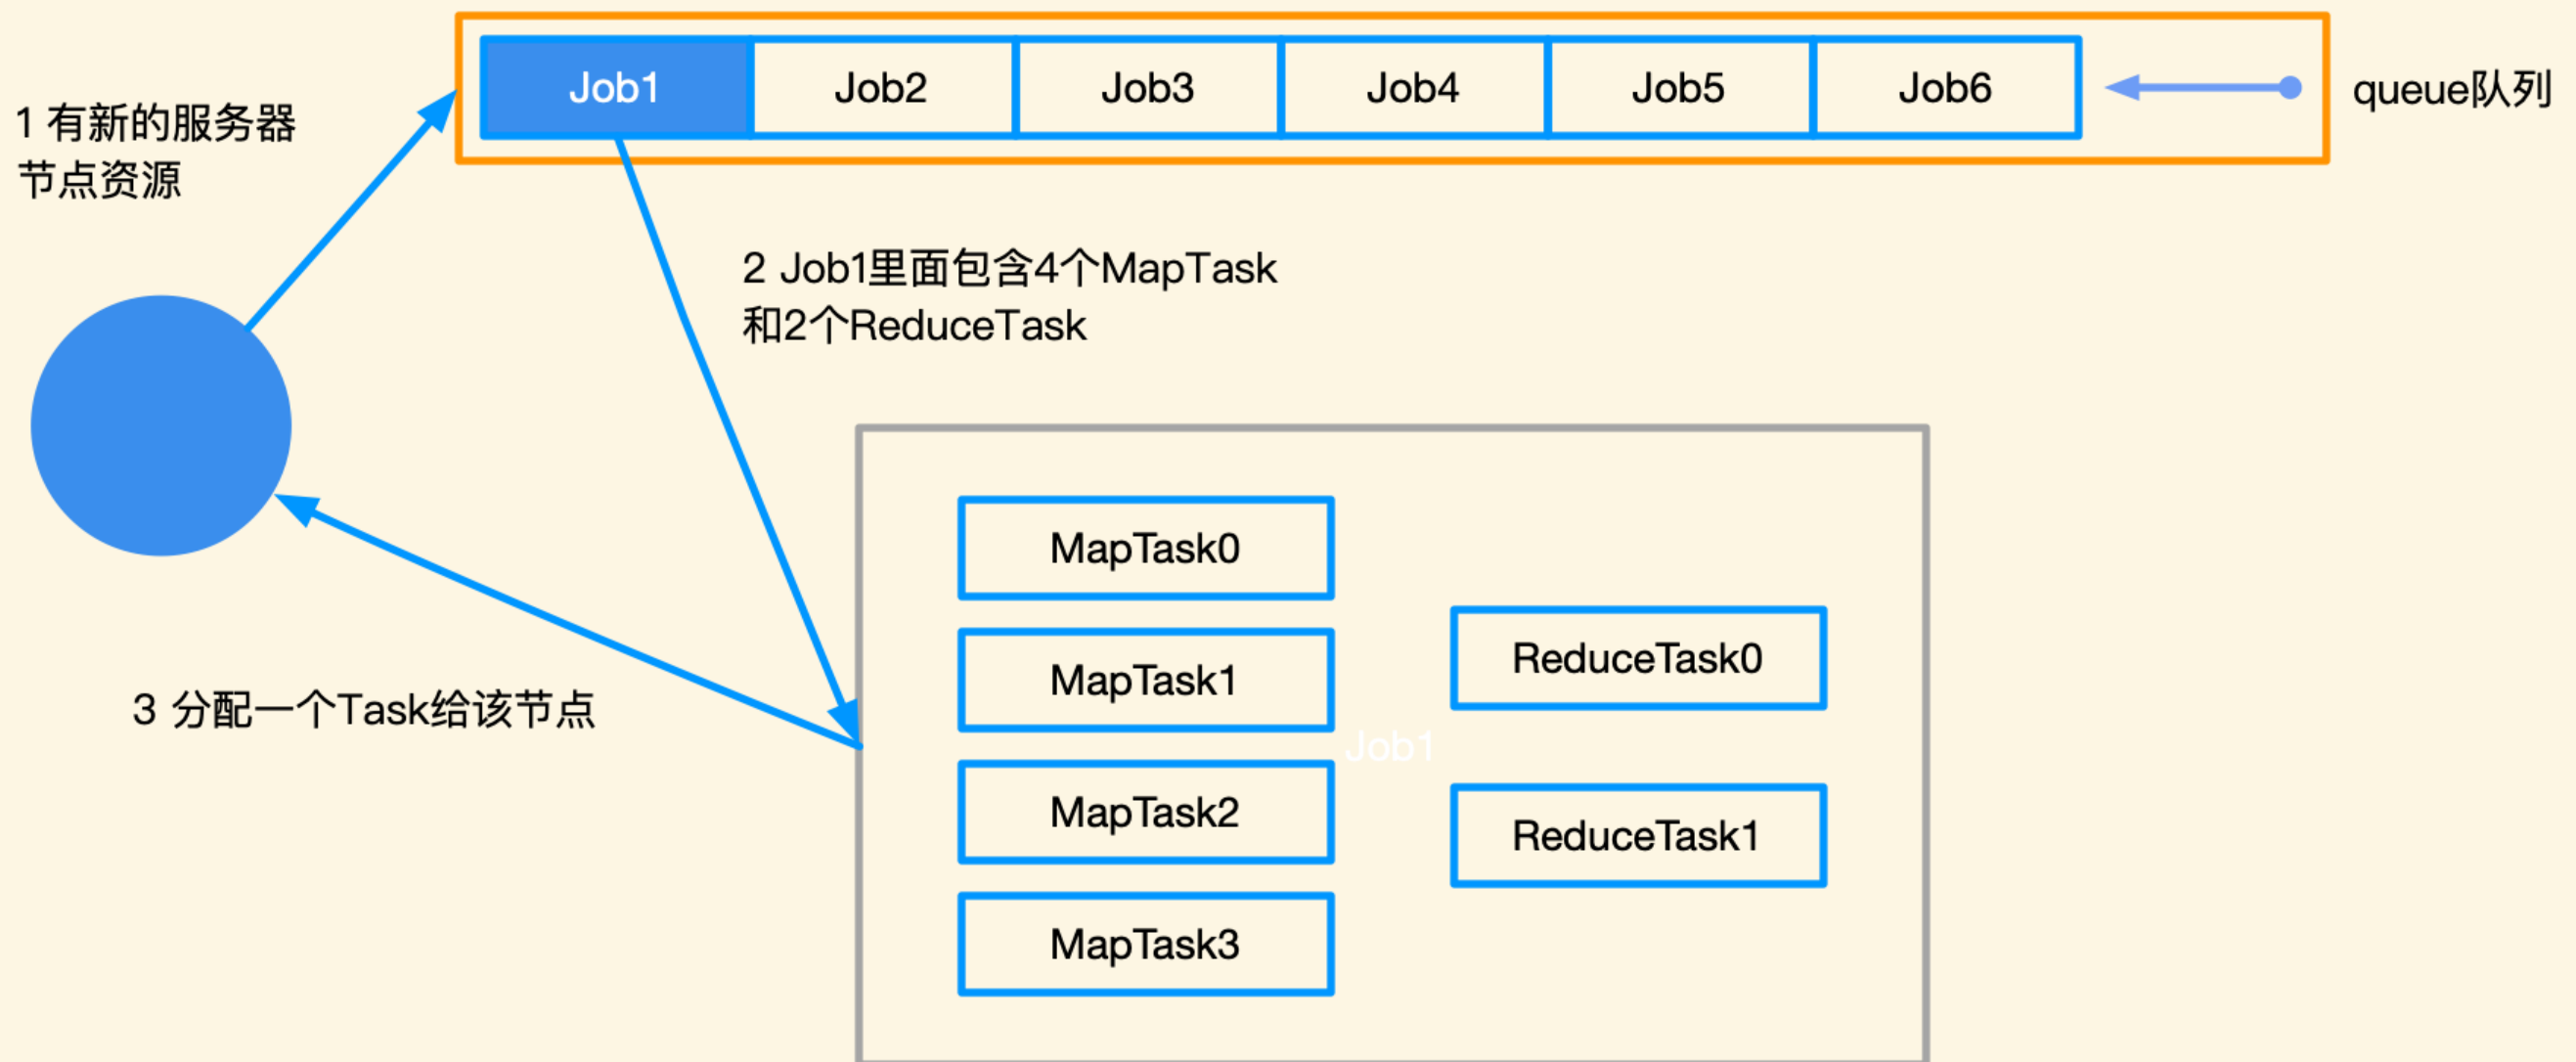 Job1
Job2
Job3
Job4
Job5
Job6
queue队列
1 有新的服务器
节点资源
2 Job1里面包含4个MapTask
和2个ReduceTask
MapTask0
MapTask1
MapTask2
MapTask3
ReduceTask0
Job1
ReduceTask1
3 分配一个Task给该节点